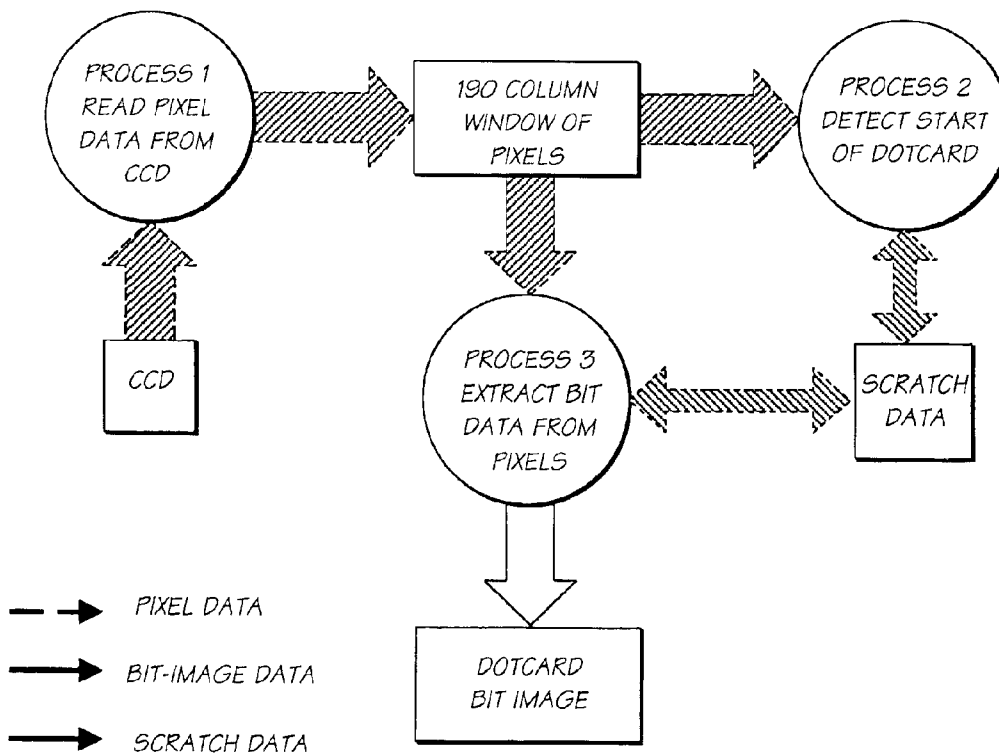 PROCESS 1
READ PIXEL
DATA FROM
CCD
190 COLUMN
WINDOW OF
PIXELS
PROCESS 2
DETECT START
OF DOTCARD
CCD
PROCESS 3
EXTRACT BIT
DATA FROM
PIXELS
SCRATCH
DATA
DOTCARD
BIT IMAGE
PIXEL DATA
BIT-IMAGE DATA
SCRATCH DATA